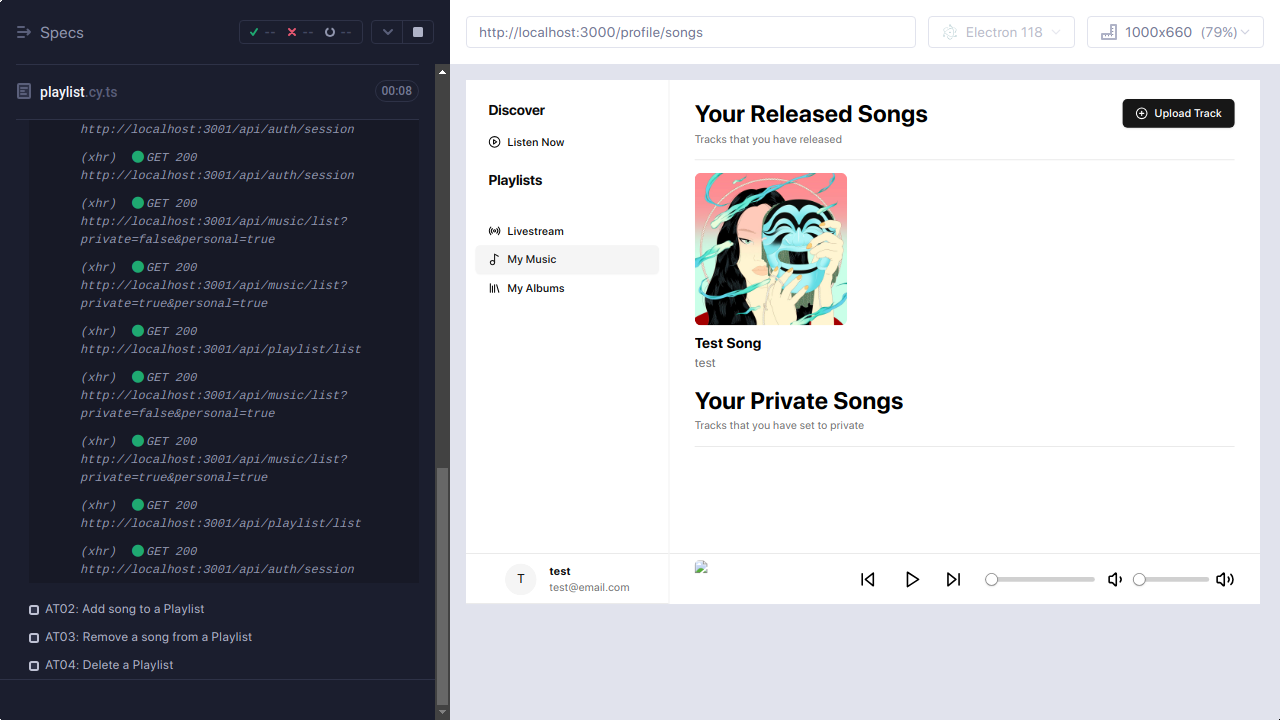 Specs
--
--
--
playlist.cy.ts
00:08
http://localhost:3001/api/auth/session
(xhr) GET 200
http://localhost:3001/api/auth/session
(xhr) GET 200
http://localhost:3001/api/music/list?
private=false&personal=true
(xhr) GET 200
http://localhost:3001/api/music/list?
private=true&personal=true
(xhr) GET 200
http://localhost:3001/api/playlist/list
(xhr) GET 200
http://localhost:3001/api/music/list?
private=false&personal=true
(xhr) GET 200
http://localhost:3001/api/music/list?
private=true&personal=true
(xhr) GET 200
http://localhost:3001/api/playlist/list
(xhr) GET 200
http://localhost:3001/api/auth/session
AT02: Add song to a Playlist
AT03: Remove a song from a Playlist
AT04: Delete a Playlist
http://localhost:3000/profile/songs
Electron 118
1000x660 (79%)
Discover
Listen Now
Playlists
Livestream
My Music
My Albums
T
test
test@email.com
Your Released Songs
Tracks that you have released
Upload Track
Test Song
test
Your Private Songs
Tracks that you have set to private